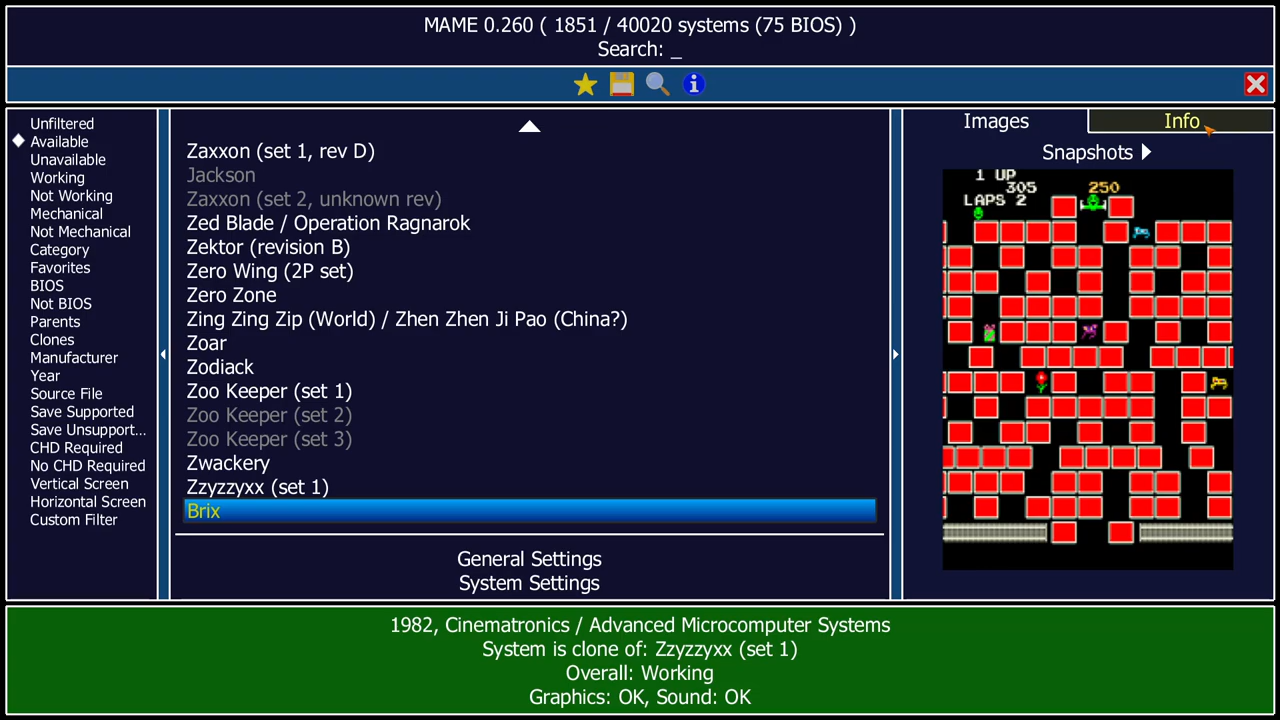 MAME 0.260 ( 1851 / 40020 systems (75 BIOS) )
Search: _
Unfiltered
Available
Unavailable
Working
Not Working
Mechanical
Not Mechanical
Category
Favorites
BIOS
Not BIOS
Parents
Clones
Manufacturer
Year
Source File
Save Supported
Save Unsupport...
CHD Required
No CHD Required
Vertical Screen
Horizontal Screen
Custom Filter
Zaxxon (set 1, rev D)
Jackson
Zaxxon (set 2, unknown rev)
Zed Blade / Operation Ragnarok
Zektor (revision B)
Zero Wing (2P set)
Zero Zone
Zing Zing Zip (World) / Zhen Zhen Ji Pao (China?)
Zoar
Zodiack
Zoo Keeper (set 1)
Zoo Keeper (set 2)
Zoo Keeper (set 3)
Zwackery
Zzyzzyxx (set 1)
Brix
General Settings
System Settings
Images
Info
Snapshots
1 UP
305 250
LAPS 2
1982, Cinematronics / Advanced Microcomputer Systems
System is clone of: Zzyzzyxx (set 1)
Overall: Working
Graphics: OK, Sound: OK